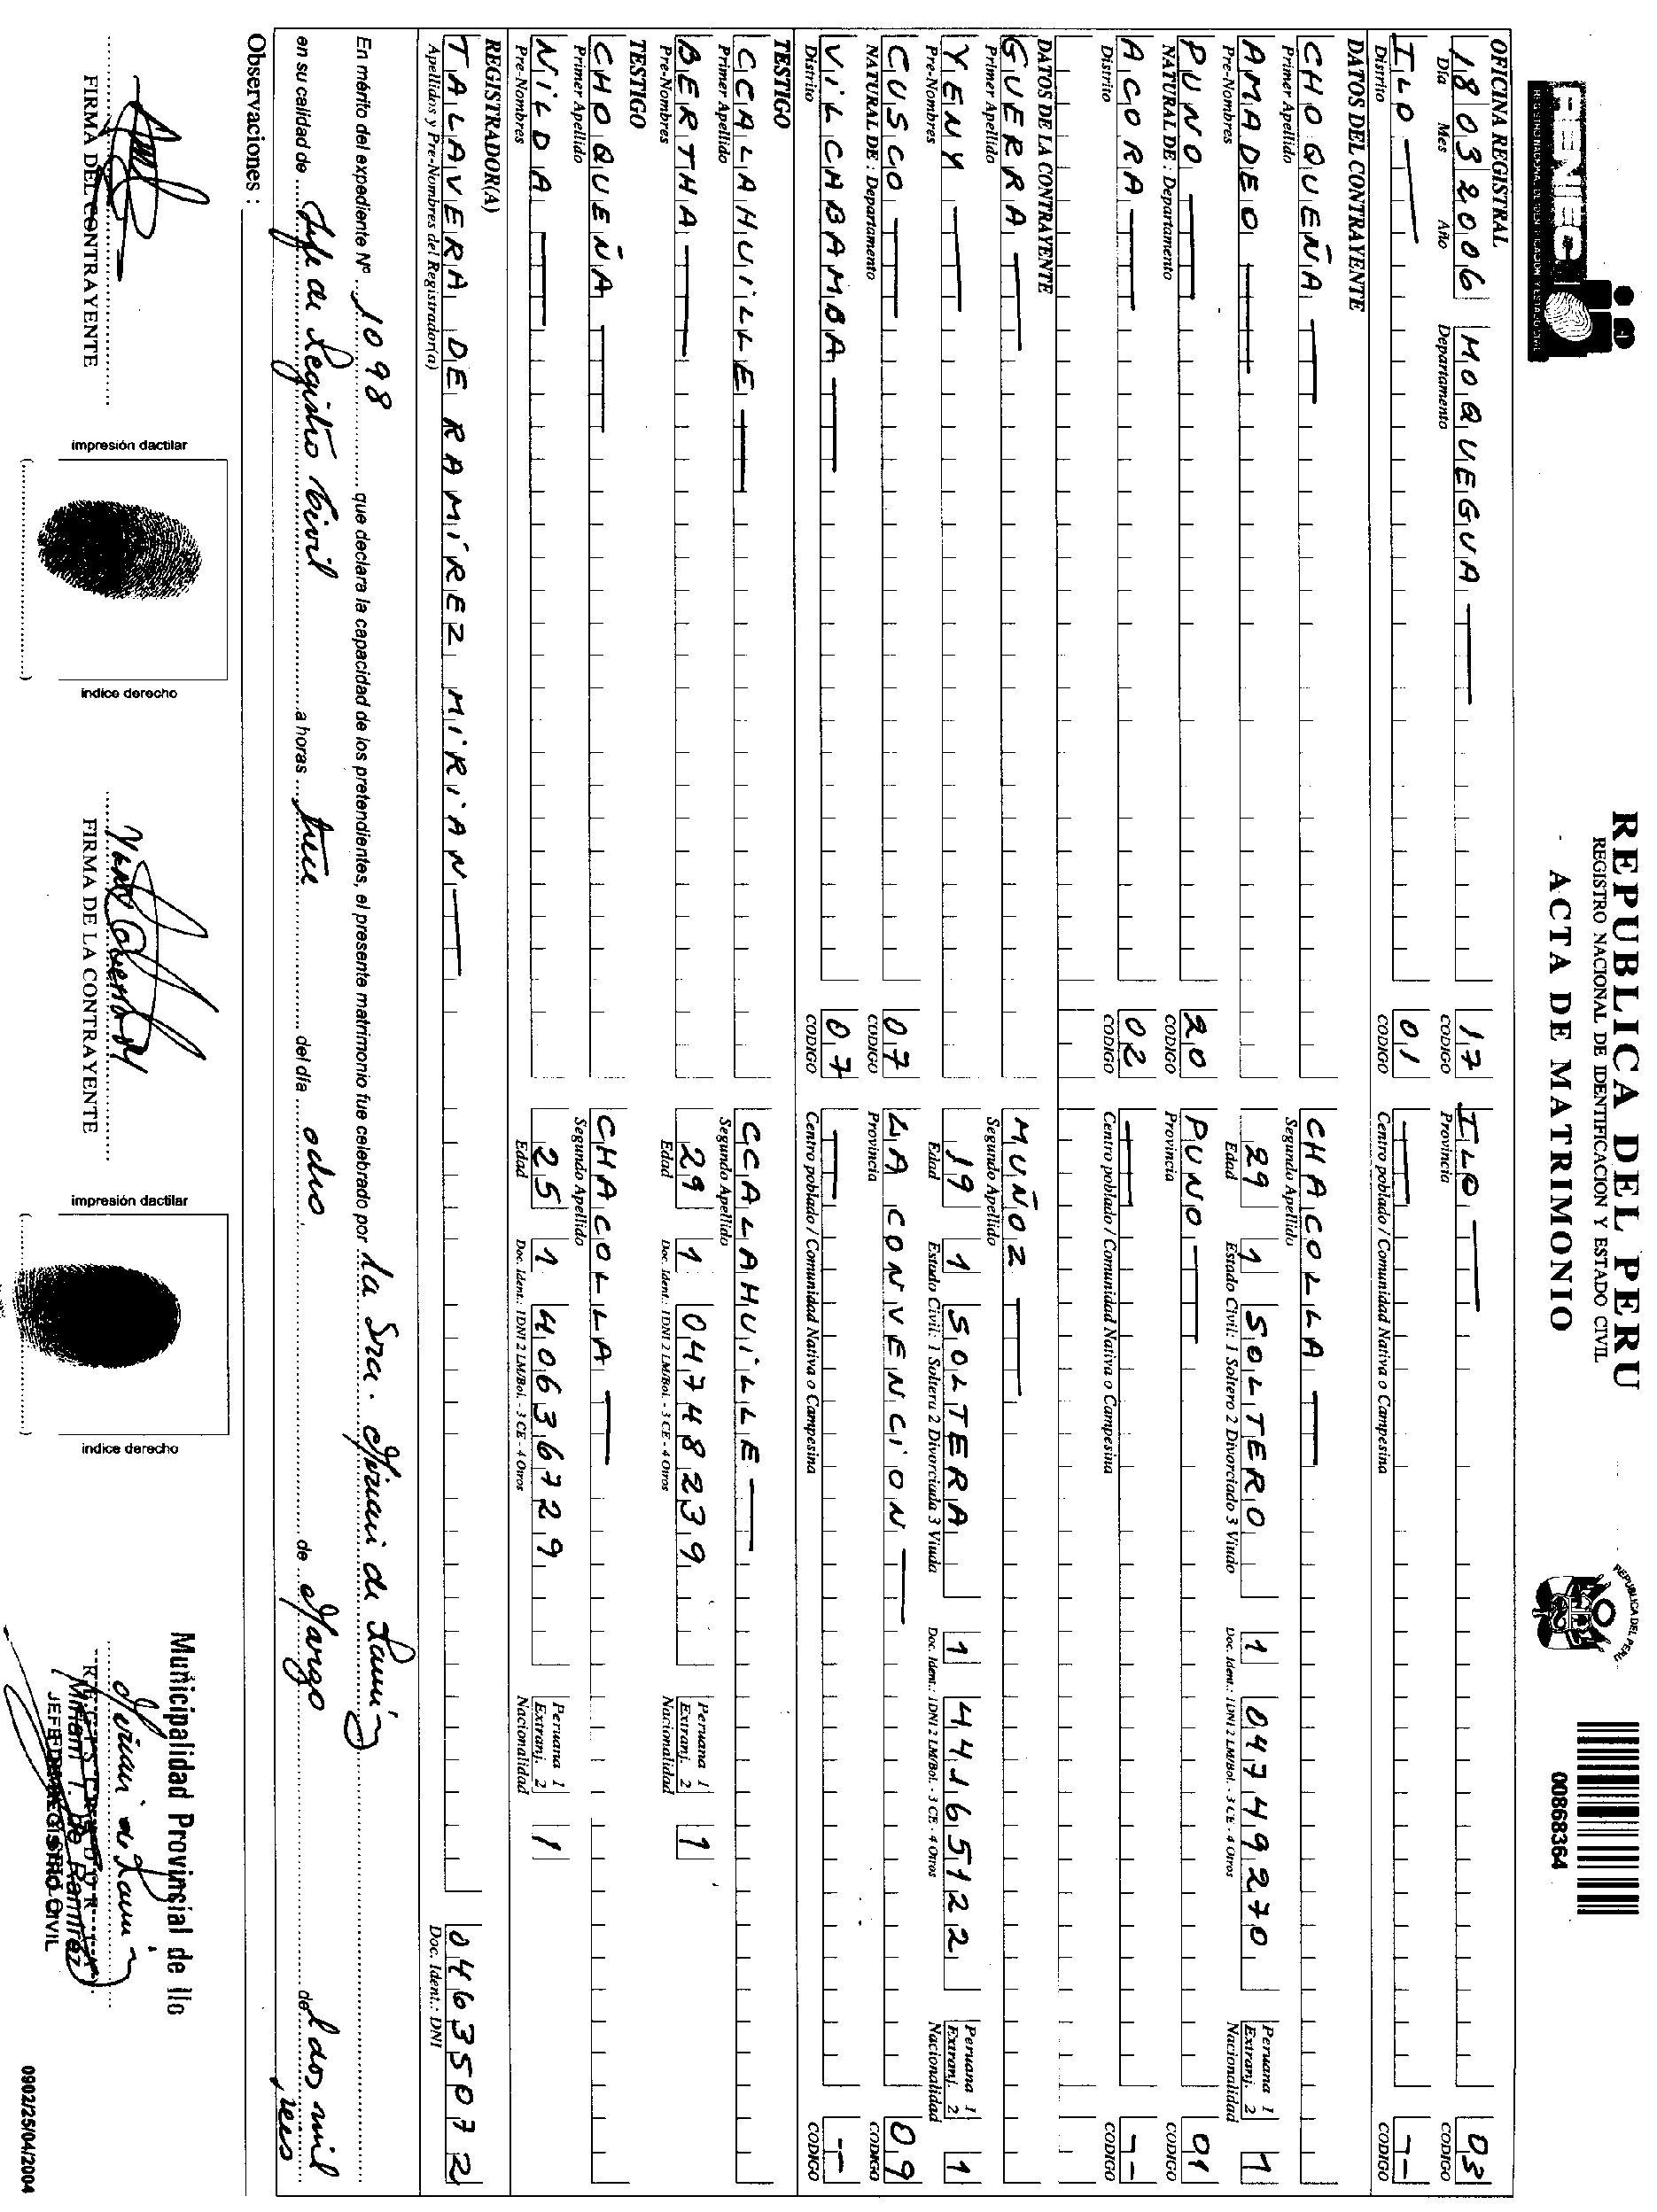 RENIEC
REGISTRO NACIONAL DE IDENTIFICACION Y ESTADO CIVIL
REPUBLICA DEL PERU
REGISTRO NACIONAL DE IDENTIFICACION Y ESTADO CIVIL
ACTA DE MATRIMONIO
REPUBLICA DEL PERU
00868364
OFICINA REGISTRAL
18 03 2006 MOQUEGUA 17 ILO 03
Día Mes Año Departamento CODIGO Provincia CODIGO
ILO 01 — --
Distrito CODIGO Centro poblado / Comunidad Nativa o Campesina CODIGO
DATOS DEL CONTRAYENTE
CHOQUEÑA CHACOLLA
Primer Apellido Segundo Apellido
AMADEO 29 1 SOLTERO 1 04749270 Peruana 1 Extranj. 2 1
Pre-Nombres Edad Estado Civil: 1 Soltero 2 Divorciado 3 Viudo Doc. Ident.: 1DNI 2 LM/Bol. - 3 CE - 4 Otros Nacionalidad
PUNO 20 PUNO 01
NATURAL DE : Departamento CODIGO Provincia CODIGO
ACORA 02 — --
Distrito CODIGO Centro poblado / Comunidad Nativa o Campesina CODIGO
DATOS DE LA CONTRAYENTE
GUERRA MUÑOZ
Primer Apellido Segundo Apellido
YENY 19 1 SOLTERA 1 44165122 Peruana 1 Extranj. 2 1
Pre-Nombres Edad Estado Civil: 1 Soltera 2 Divorciada 3 Viuda Doc. Ident.: 1DNI 2 LM/Bol. - 3 CE - 4 Otros Nacionalidad
CUSCO 07 LA CONVENCION 09
NATURAL DE : Departamento CODIGO Provincia CODIGO
VILCABAMBA 07 — --
Distrito CODIGO Centro poblado / Comunidad Nativa o Campesina CODIGO
TESTIGO
CCALAHUILLE CCALAHUILLE
Primer Apellido Segundo Apellido
BERTHA 29 1 04748239 Peruana 1 Extranj. 2 1
Pre-Nombres Edad Doc. Ident.: 1DNI 2 LM/Bol. - 3 CE - 4 Otros Nacionalidad
TESTIGO
CHOQUEÑA CHACOLLA
Primer Apellido Segundo Apellido
NILDA 25 1 40636729 Peruana 1 Extranj. 2 1
Pre-Nombres Edad Doc. Ident.: 1DNI 2 LM/Bol. - 3 CE - 4 Otros Nacionalidad
REGISTRADOR(A)
TALAVERA DE RAMÍREZ MIRIAN 04635072
Apellidos y Pre-Nombres del Registrador(a) Doc. Ident.: DNI
En mérito del expediente Nº 1098 que declara la capacidad de los pretendientes, el presente matrimonio fue celebrado por La Sra. Miriam de Ramirez
en su calidad de Jefe de Registro Civil a horas trece del día ocho de Marzo de dos mil seis
Observaciones :
Municipalidad Provincial de Ilo
REGISTRADOR
Miriam T. De Ramirez
JEFE DE REGISTRO CIVIL
FIRMA DEL CONTRAYENTE
impresión dactilar
indice derecho
FIRMA DE LA CONTRAYENTE
impresión dactilar
indice derecho
0902/25/04/2004